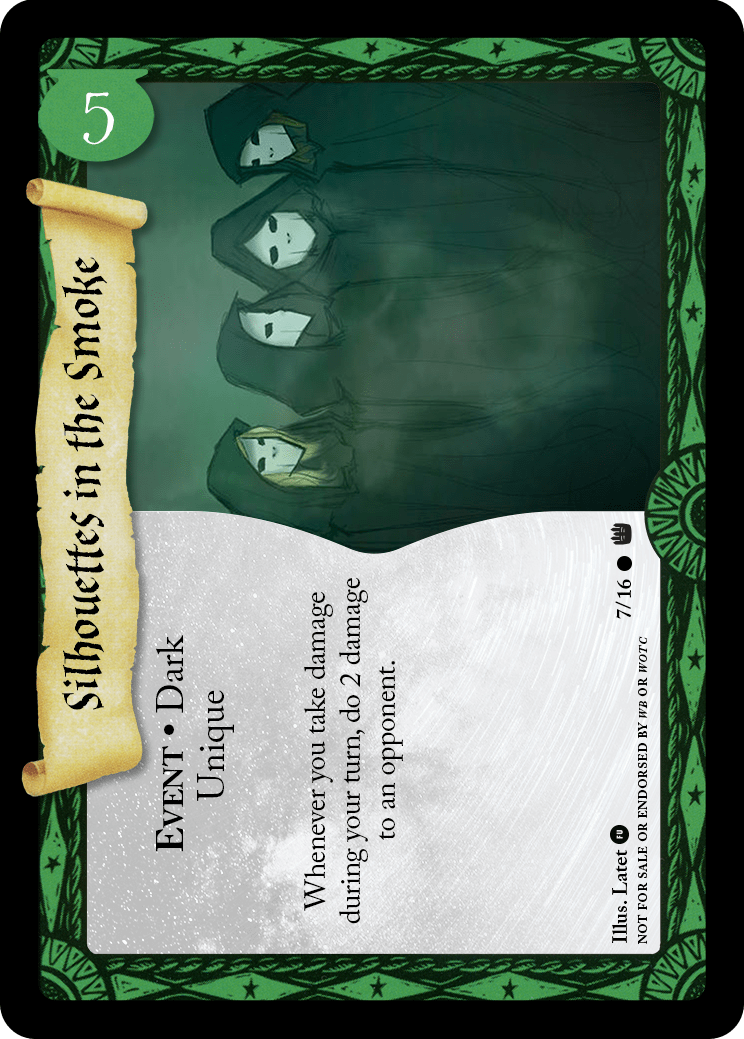 5
Silhouettes in the Smoke
EVENT • Dark
Unique
Whenever you take damage
during your turn, do 2 damage
to an opponent.
Illus. Latet FU
7/16
NOT FOR SALE OR ENDORSED BY WB OR WOTC